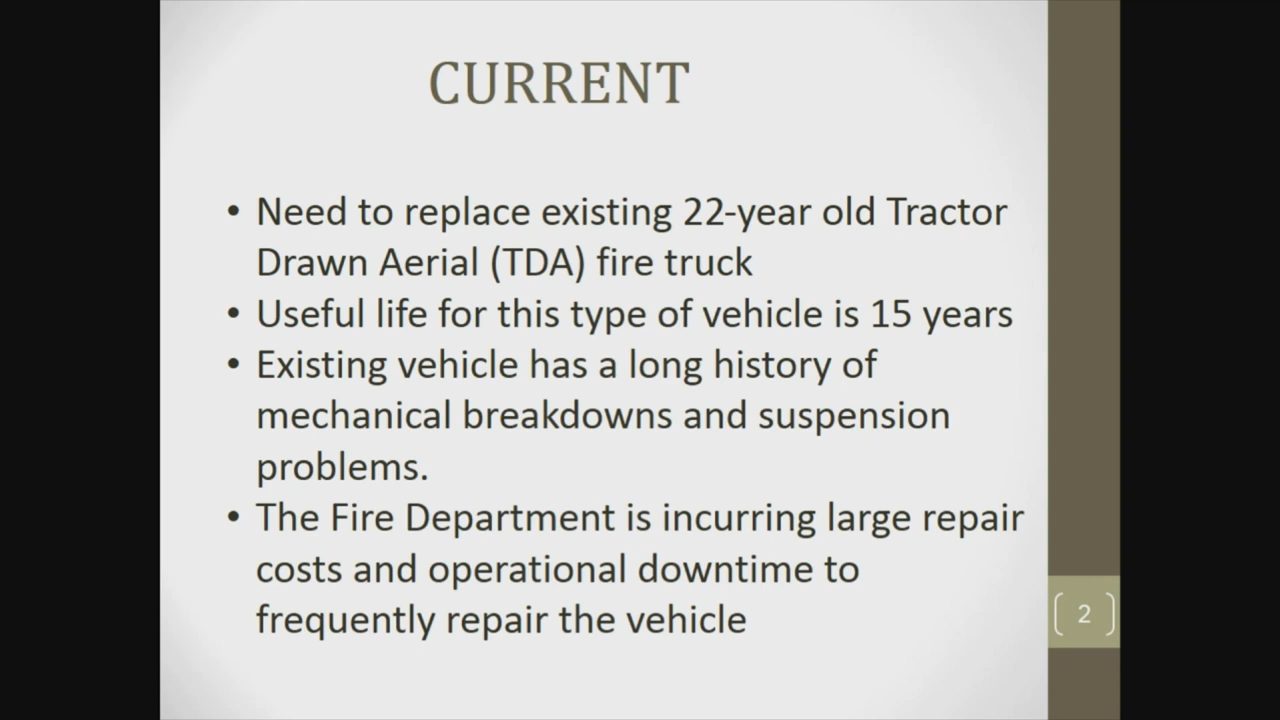 CURRENT
• Need to replace existing 22-year old Tractor
Drawn Aerial (TDA) fire truck
• Useful life for this type of vehicle is 15 years
• Existing vehicle has a long history of
mechanical breakdowns and suspension
problems.
• The Fire Department is incurring large repair
costs and operational downtime to
frequently repair the vehicle
2